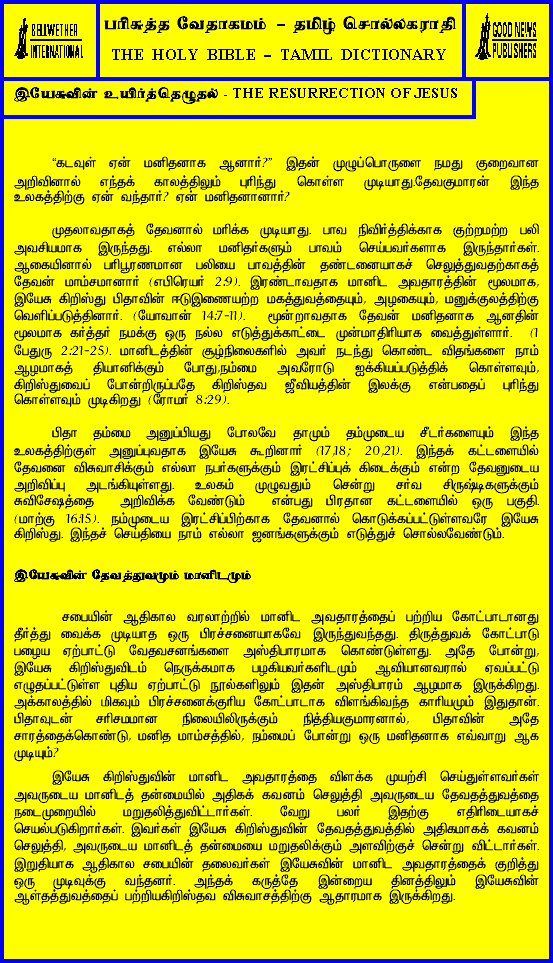 BELLWETHER
INTERNATIONAL
பரிசுத்த வேதாகமம் – தமிழ் சொல்லகராதி
THE HOLY BIBLE – TAMIL DICTIONARY
GOOD NEWS
PUBLISHERS
இயேசுவின் உயிர்த்தெழுதல் - THE RESURRECTION OF JESUS
“கடவுள் ஏன் மனிதனாக ஆனார்?” இதன் முழுப்பொருளை நமது குறைவான
அறிவினால் எந்தக் காலத்திலும் புரிந்து கொள்ள முடியாது.தேவகுமாரன் இந்த
உலகத்திற்கு ஏன் வந்தார்? ஏன் மனிதனானார்?
முதலாவதாகத் தேவனால் மரிக்க முடியாது. பாவ நிவிர்த்திக்காக குற்றமற்ற பலி
அவசியமாக இருந்தது. எல்லா மனிதர்களும் பாவம் செய்பவர்களாக இருந்தார்கள்.
ஆகையினால் பரிபூரணமான பலியை பாவத்தின் தண்டனையாகச் செலுத்துவதற்காகத்
தேவன் மாம்சமானார் (எபிரெயர் 2:9). இரண்டாவதாக மானிட அவதாரத்தின் மூலமாக,
இயேசு கிறிஸ்து பிதாவின் ஈடுஇணையற்ற மகத்துவத்தையும், அழகையும், மனுக்குலத்திற்கு
வெளிப்படுத்தினார். (யோவான் 14:7-11). மூன்றாவதாக தேவன் மனிதனாக ஆனதின்
மூலமாக கர்த்தர் நமக்கு ஒரு நல்ல எடுத்துக்காட்டை முன்மாதிரியாக வைத்துள்ளார். (1
பேதுரு 2:21-25). மானிடத்தின் சூழ்நிலைகளில் அவர் நடந்து கொண்ட விதங்களை நாம்
ஆழமாகத் தியானிக்கும் போது,நம்மை அவரோடு ஐக்கியப்படுத்திக் கொள்ளவும்,
கிறிஸ்துவைப் போன்றிருப்பதே கிறிஸ்தவ ஜீவியத்தின் இலக்கு என்பதைப் புரிந்து
கொள்ளவும் முடிகிறது (ரோமர் 8:29).
பிதா தம்மை அனுப்பியது போலவே தாமும் தம்முடைய சீடர்களையும் இந்த
உலகத்திற்குள் அனுப்புவதாக இயேசு கூறினார் (17,18; 20,21). இந்தக் கட்டளையில்
தேவனை விசுவாசிக்கும் எல்லா நபர்களுக்கும் இரட்சிப்புக் கிடைக்கும் என்ற தேவனுடைய
அறிவிப்பு அடங்கியுள்ளது. உலகம் முழுவதும் சென்று சர்வ சிருஷ்டிகளுக்கும்
சுவிசேஷத்தை அறிவிக்க வேண்டும் என்பது பிரதான கட்டளையில் ஒரு பகுதி.
(மாற்கு 16:15). நம்முடைய இரட்சிப்பிற்காக தேவனால் கொடுக்கப்பட்டுள்ளவரே இயேசு
கிறிஸ்து. இந்தச் செய்தியை நாம் எல்லா ஜனங்களுக்கும் எடுத்துச் சொல்லவேண்டும்.
இயேசுவின் தேவத்துவமும் மானிடமும்
சபையின் ஆதிகால வரலாற்றில் மானிட அவதாரத்தைப் பற்றிய கோட்பாடானது
தீர்த்து வைக்க முடியாத ஒரு பிரச்சனையாகவே இருந்துவந்தது. திருத்துவக் கோட்பாடு
பழைய ஏற்பாட்டு வேதவசனங்களை அஸ்திபாரமாக கொண்டுள்ளது. அதே போன்று,
இயேசு கிறிஸ்துவிடம் நெருக்கமாக பழகியவர்களிடமும் ஆவியானவரால் ஏவப்பட்டு
எழுதப்பட்டுள்ள புதிய ஏற்பாட்டு நூல்களிலும் இதன் அஸ்திபாரம் ஆழமாக இருக்கிறது.
அக்காலத்தில் மிகவும் பிரச்சனைக்குரிய கோட்பாடாக விளங்கிவந்த காரியமும் இதுதான்.
பிதாவுடன் சரிசமமான நிலையிலிருக்கும் நித்தியகுமாரனால், பிதாவின் அதே
சாரத்தைக்கொண்டு, மனித மாம்சத்தில், நம்மைப் போன்று ஒரு மனிதனாக எவ்வாறு ஆக
முடியும்?
இயேசு கிறிஸ்துவின் மானிட அவதாரத்தை விளக்க முயற்சி செய்துள்ளவர்கள்
அவருடைய மானிடத் தன்மையில் அதிகக் கவனம் செலுத்தி அவருடைய தேவதத்துவத்தை
நடைமுறையில் மறுதலித்துவிட்டார்கள். வேறு பலர் இதற்கு எதிரிடையாகச்
செயல்படுகிறார்கள். இவர்கள் இயேசு கிறிஸ்துவின் தேவதத்துவத்தில் அதிகமாகக் கவனம்
செலுத்தி, அவருடைய மானிடத் தன்மையை மறுதலிக்கும் அளவிற்குச் சென்று விட்டார்கள்.
இறுதியாக ஆதிகால சபையின் தலைவர்கள் இயேசுவின் மானிட அவதாரத்தைக் குறித்து
ஒரு முடிவுக்கு வந்தனர். அந்தக் கருத்தே இன்றைய தினத்திலும் இயேசுவின்
ஆள்தத்துவத்தைப் பற்றியகிறிஸ்தவ விசுவாசத்திற்கு ஆதாரமாக இருக்கிறது.